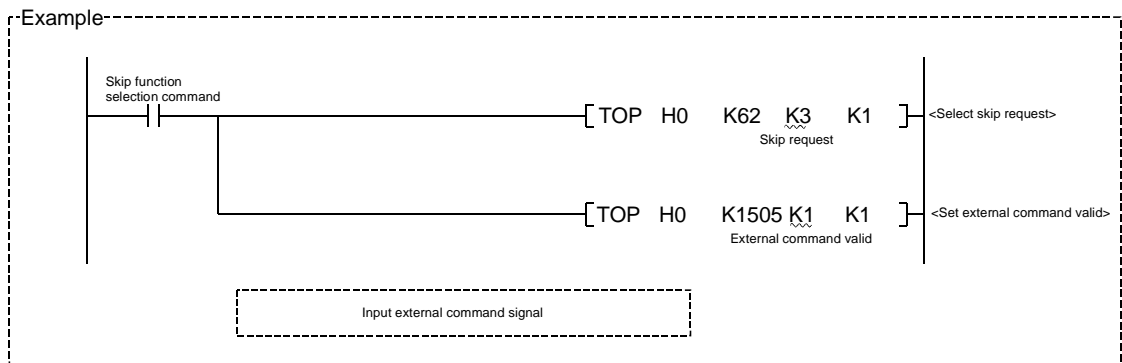 Example
Skip function
selection command
TOP H0 K62 K3 K1 <Select skip request>
Skip request
TOP H0 K1505 K1 K1 <Set external command valid>
External command valid
Input external command signal